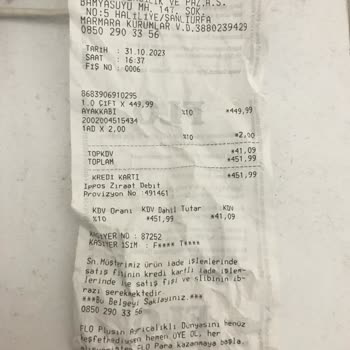 VE PAZ.A.Ş.
BAMYASUYU MH. 147. SOK.
NO:5 HALİLİYE/ŞANLIURFA
MARMARA KURUMLAR V.D.3880239429
0850 290 33 56
TARİH : 31.10.2023
SAAT : 16:37
FİŞ NO : 0006
8683906910295
1.0 ÇİFT X 449,99
AYAKKABI %10 *449,99
2002004515434
1AD X 2,00
*2,00
TOPKDV *41,09
TOPLAM *451,99
KREDİ KARTI *451,99
İppos Ziraat Debit
Provizyon No :491461
KDV Oranı KDV Dahil Tutar KDV
%10 *451,99 *41,09
KASİYER NO : 87252
KASİYER İSİM : F**** T****
Sn.Müşterimiz ürün iade işlemlerinde
satış fişinin kredi kartlı iade işlem-
lerinde ise satış fişi ve slibinin ib-
razı gerekmektedir.
***Bu Belgeyi Saklayınız.***
0850 290 33 56
FLO Plusın Ayrıcalıklı Dünyasını henüz
keşfetmediysen hemen ÜYE OL, her
FLO Para kazanmaya başla.